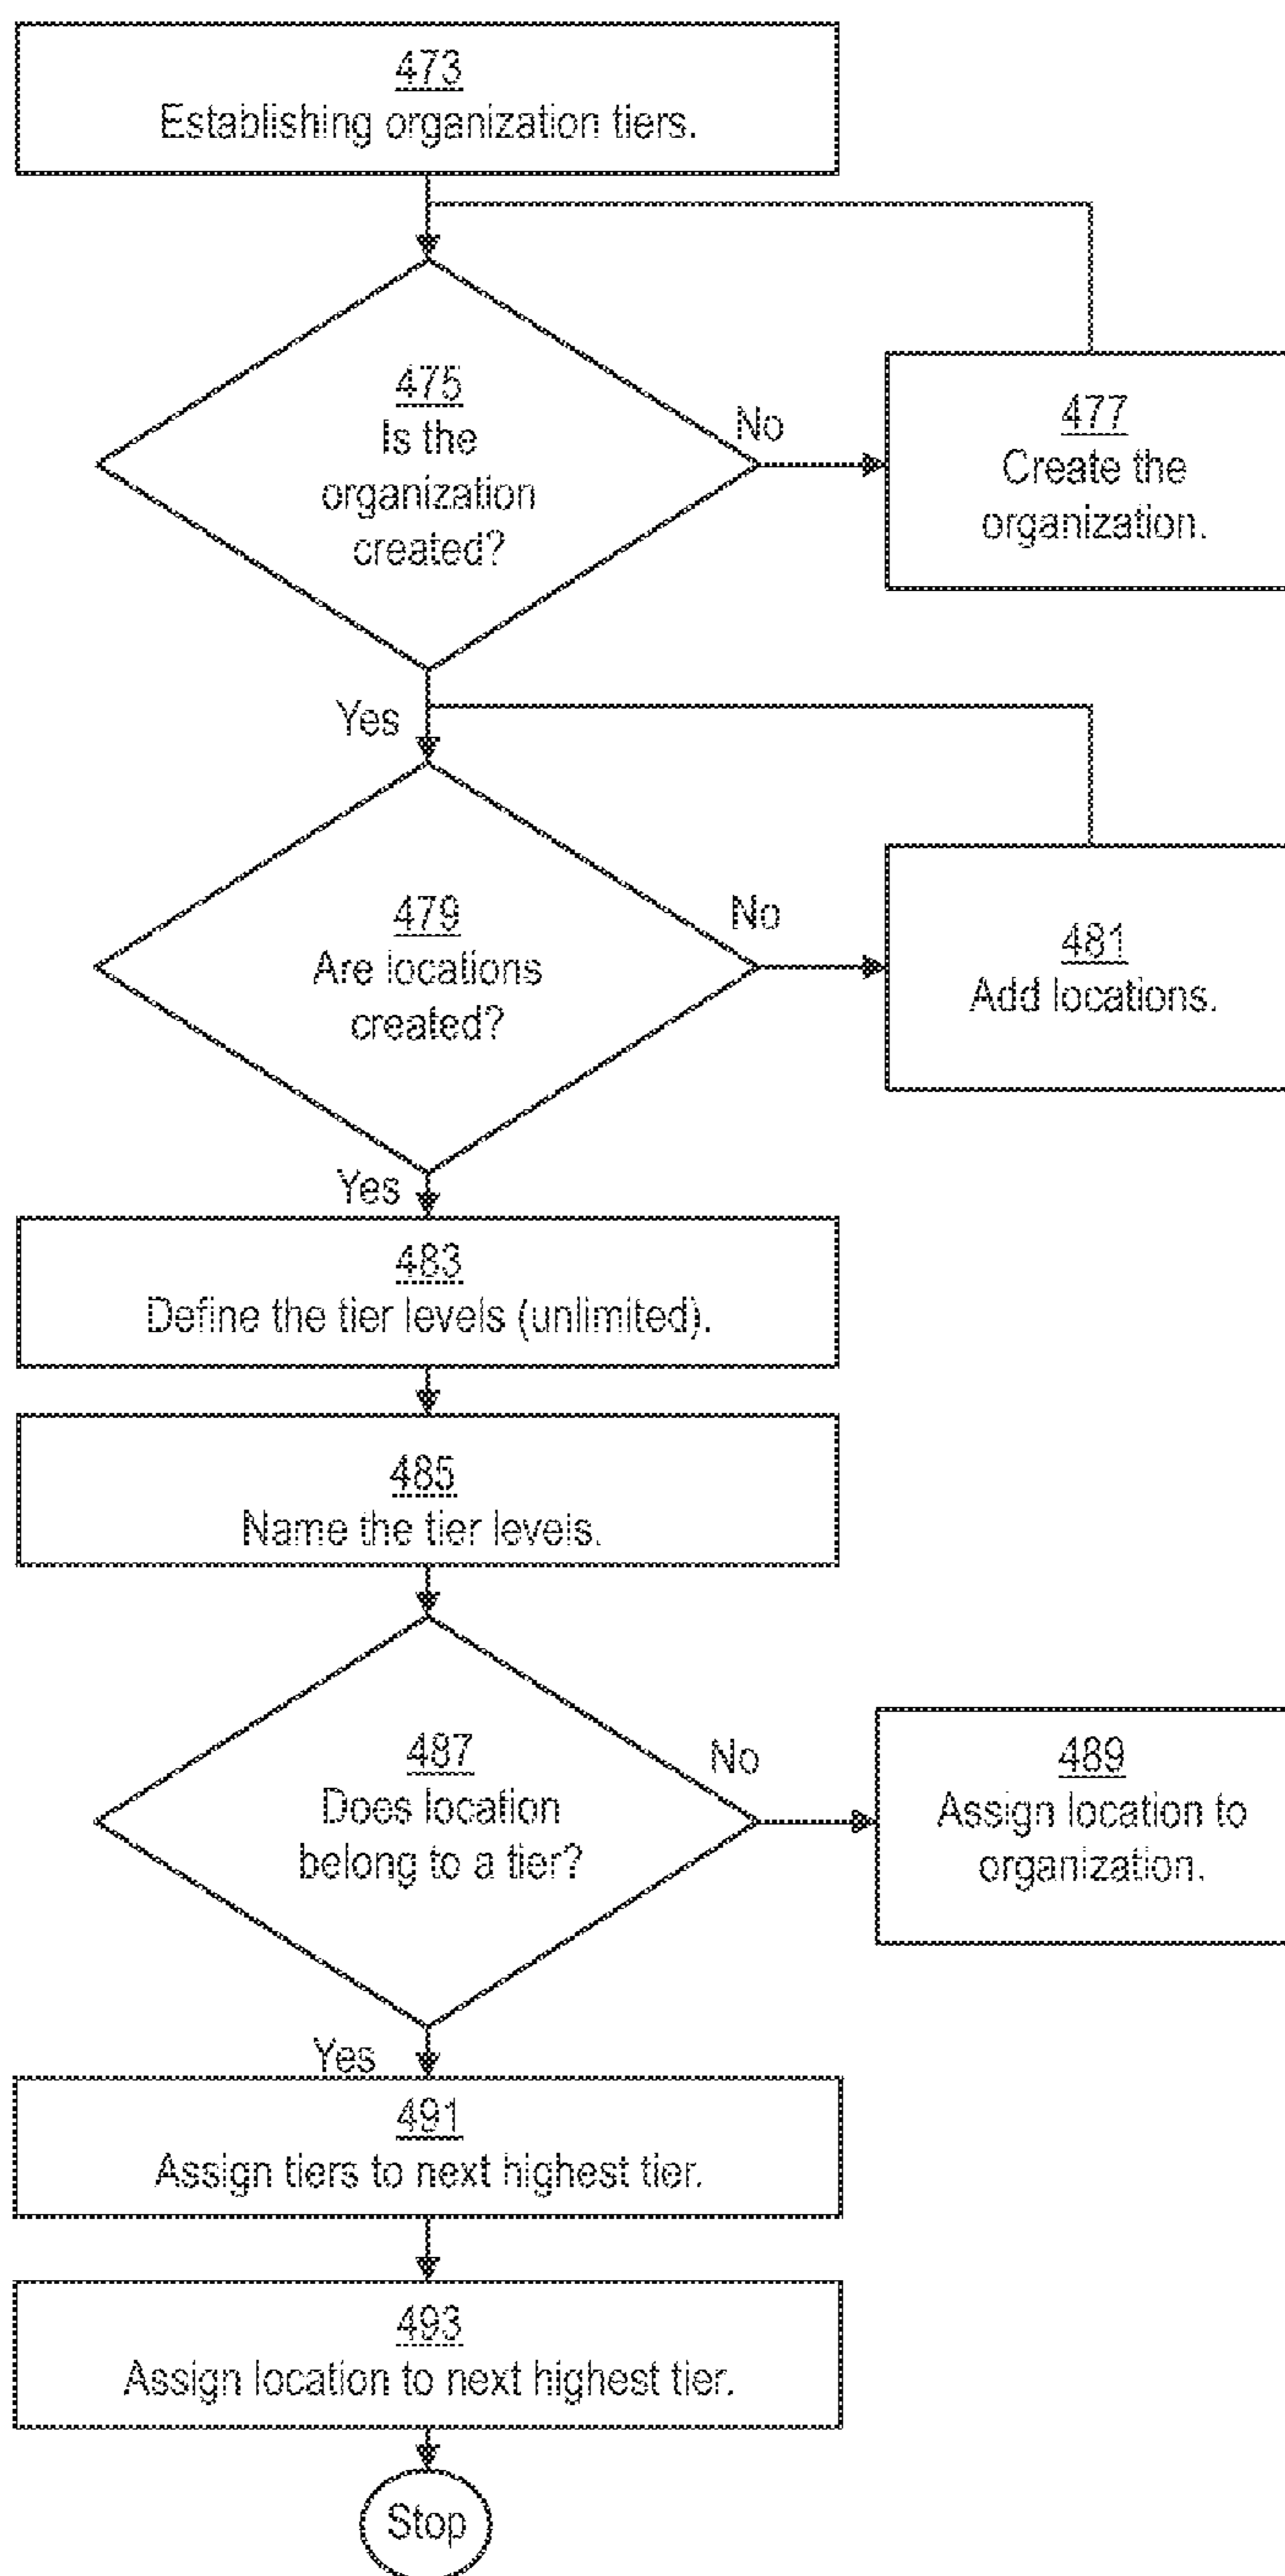 473
Establishing organization tiers.
475
Is the
organization
created?
No
477
Create the
organization.
Yes
479
Are locations
created?
No
481
Add locations.
Yes
483
Define the tier levels (unlimited).
485
Name the tier levels.
487
Does location
belong to a tier?
No
489
Assign location to
organization.
Yes
491
Assign tiers to next highest tier.
493
Assign location to next highest tier.
Stop